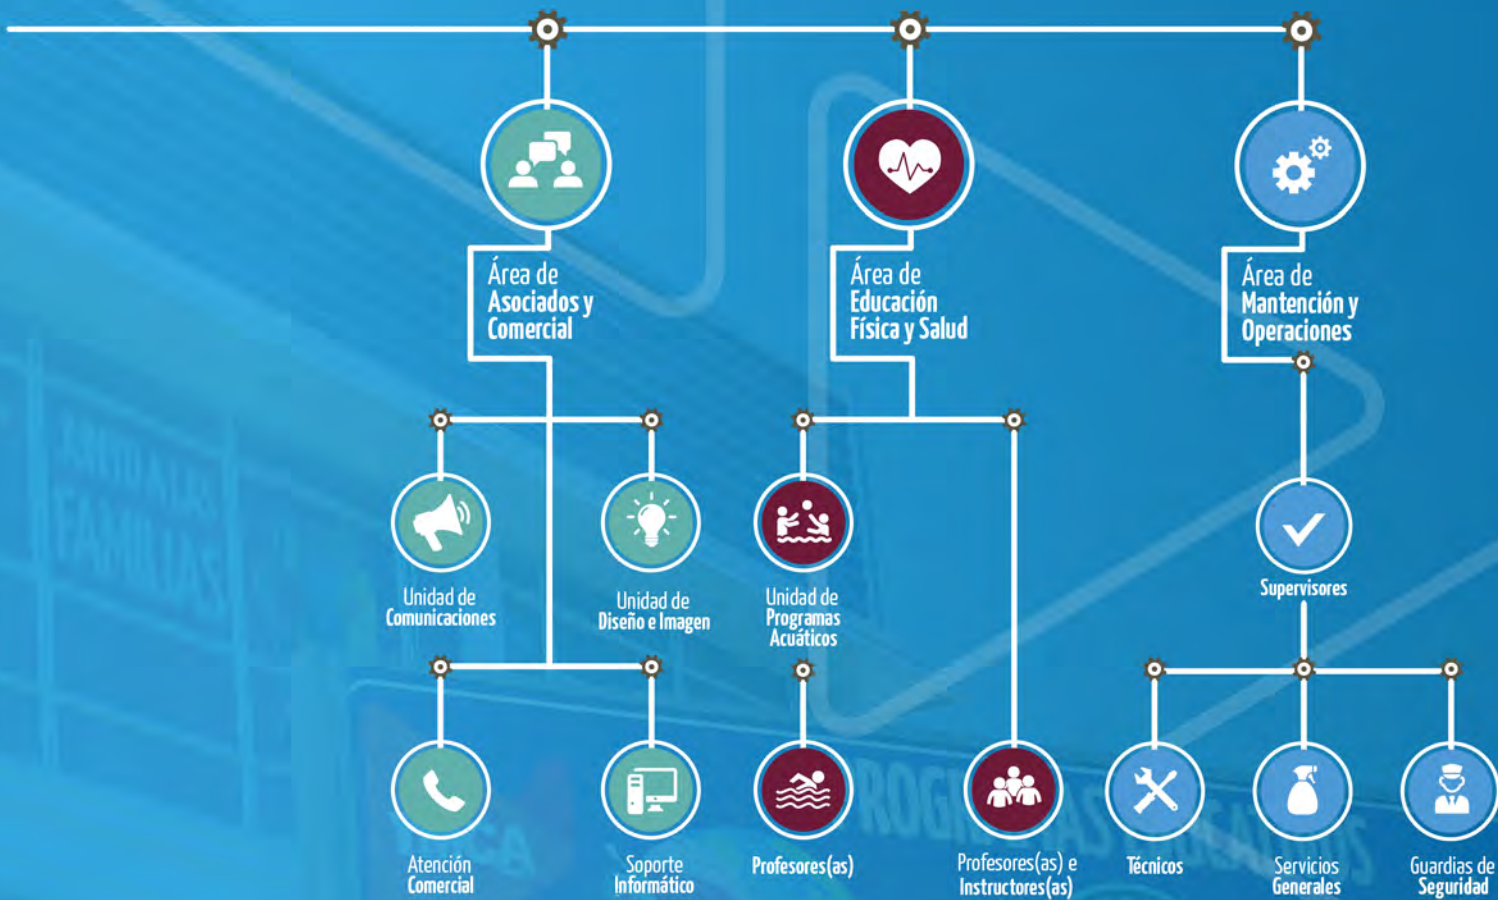 Área de
Asociados y
Comercial
Área de
Educación
Física y Salud
Área de
Mantención y
Operaciones
Unidad de
Comunicaciones
Unidad de
Diseño e Imagen
Unidad de
Programas
Acuáticos
Supervisores
Atención
Comercial
Soporte
Informático
Profesores(as)
Profesores(as) e
Instructores(as)
Técnicos
Servicios
Generales
Guardias de
Seguridad
FAMILIAS